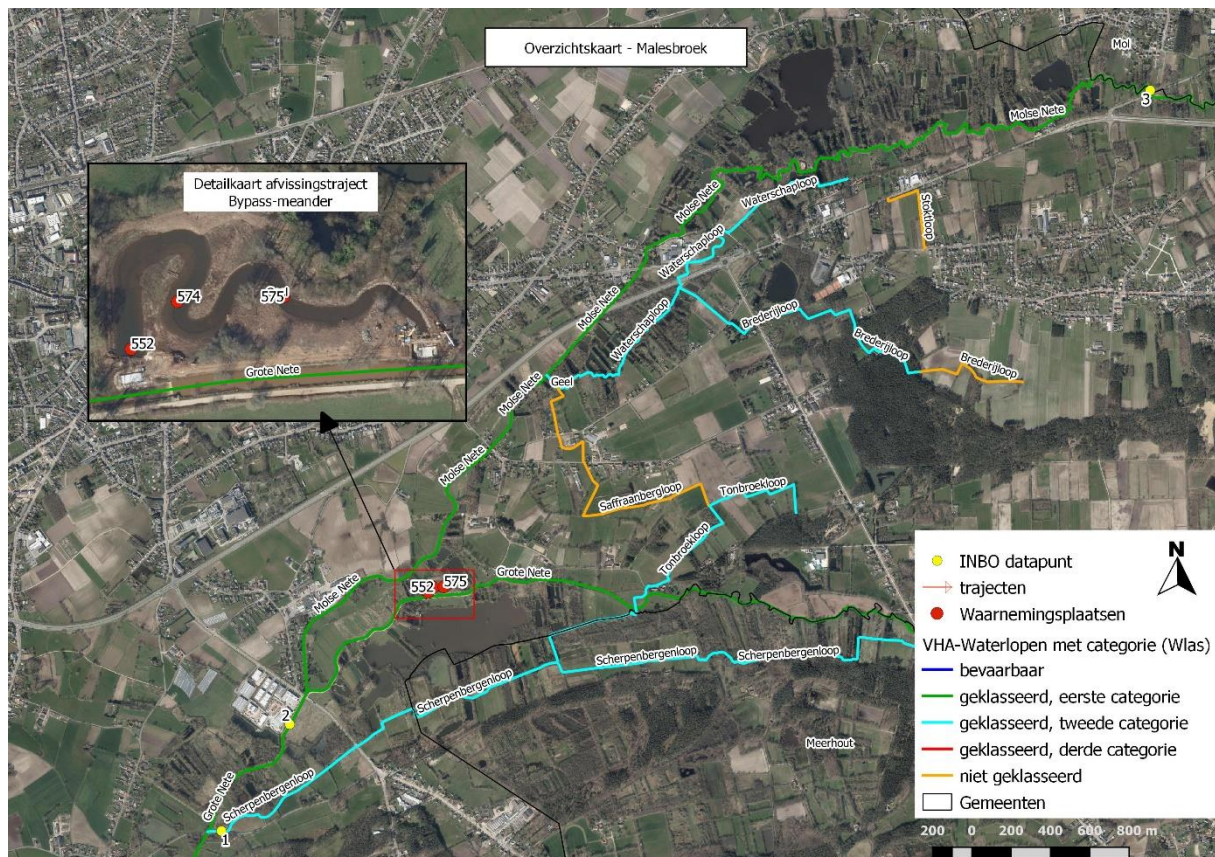 Overzichtskaart - Malesbroek
Mol
3
Molse Nete
Detailkaart afvissingstraject
Bypass-meander
574
575
552
Grote Nete
Molse Nete
Waterschaploop
Stokloop
Waterschaploop
Molse Nete
Waterschaploop
Brederijloop
Brederijloop
Brederijloop
Geel
Molse Nete
Molse Nete
Saffraanbergloop
Tonbroekloop
Tonbroekloop
Molse Nete
552
575
Grote Nete
Scherpenbergenloop
Scherpenbergenloop
Scherpenbergenloop
2
Meerhout
Grote Nete
Scherpenbergenloop
1
INBO datapunt
trajecten
Waarnemingsplaatsen
VHA-Waterlopen met categorie (Wlas)
bevaarbaar
geklasseerd, eerste categorie
geklasseerd, tweede categorie
geklasseerd, derde categorie
niet geklasseerd
Gemeenten
N
200 0 200 400 600 800 m